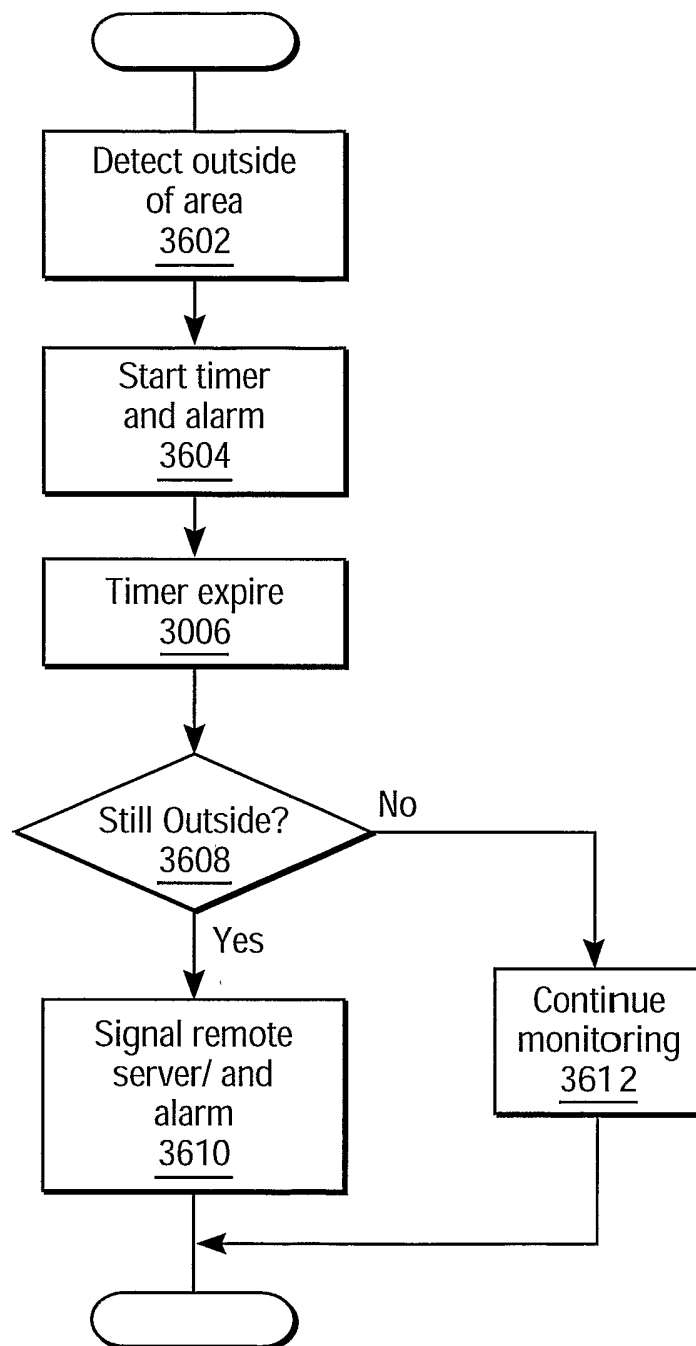 Detect outside
of area
3602
Start timer
and alarm
3604
Timer expire
3006
Still Outside?
3608
No
Yes
Signal remote
server/ and
alarm
3610
Continue
monitoring
3612